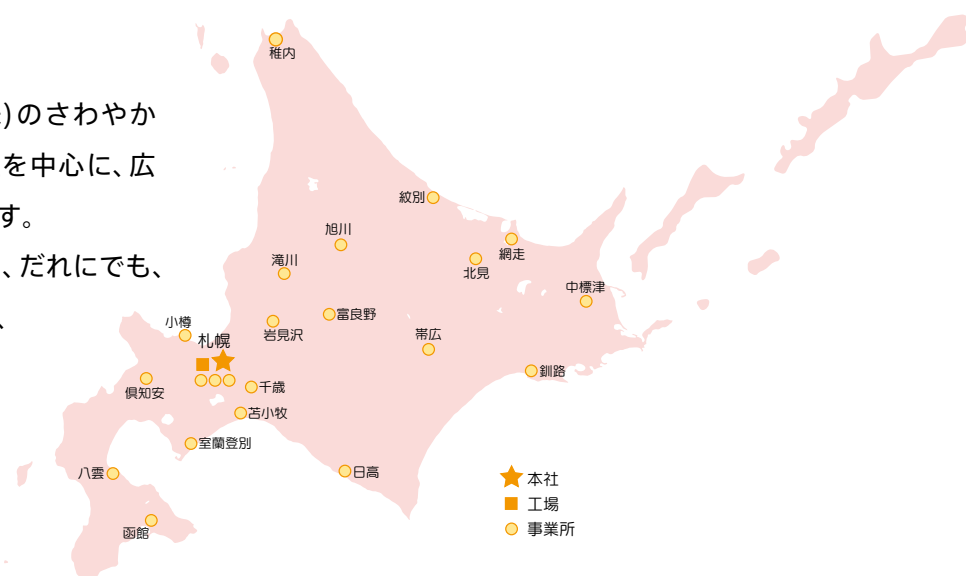 )のさわやか
を中心に、広
す。
、だれにでも、
、
稚内
紋別
旭川
網走
滝川
北見
中標津
富良野
小樽
岩見沢
帯広
札幌
釧路
倶知安
千歳
苫小牧
室蘭登別
八雲
日高
函館
本社
工場
事業所